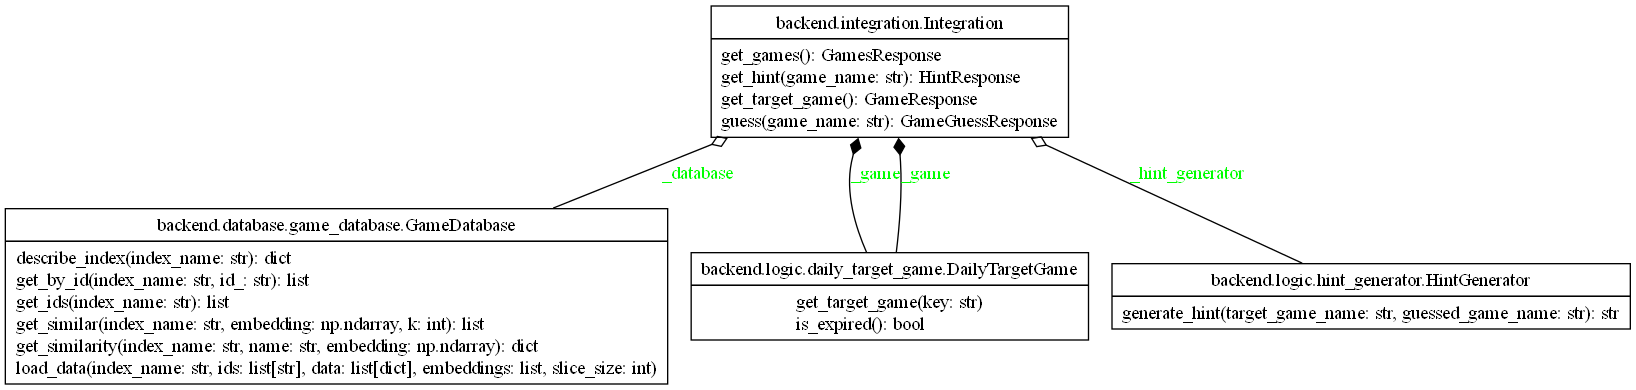 backend.integration.Integration
get_games(): GamesResponse
get_hint(game_name: str): HintResponse
get_target_game(): GameResponse
guess(game_name: str): GameGuessResponse
_database
_game
_game
_hint_generator
backend.database.game_database.GameDatabase
describe_index(index_name: str): dict
get_by_id(index_name: str, id_: str): list
get_ids(index_name: str): list
get_similar(index_name: str, embedding: np.ndarray, k: int): list
get_similarity(index_name: str, name: str, embedding: np.ndarray): dict
load_data(index_name: str, ids: list[str], data: list[dict], embeddings: list, slice_size: int)
backend.logic.daily_target_game.DailyTargetGame
get_target_game(key: str)
is_expired(): bool
backend.logic.hint_generator.HintGenerator
generate_hint(target_game_name: str, guessed_game_name: str): str